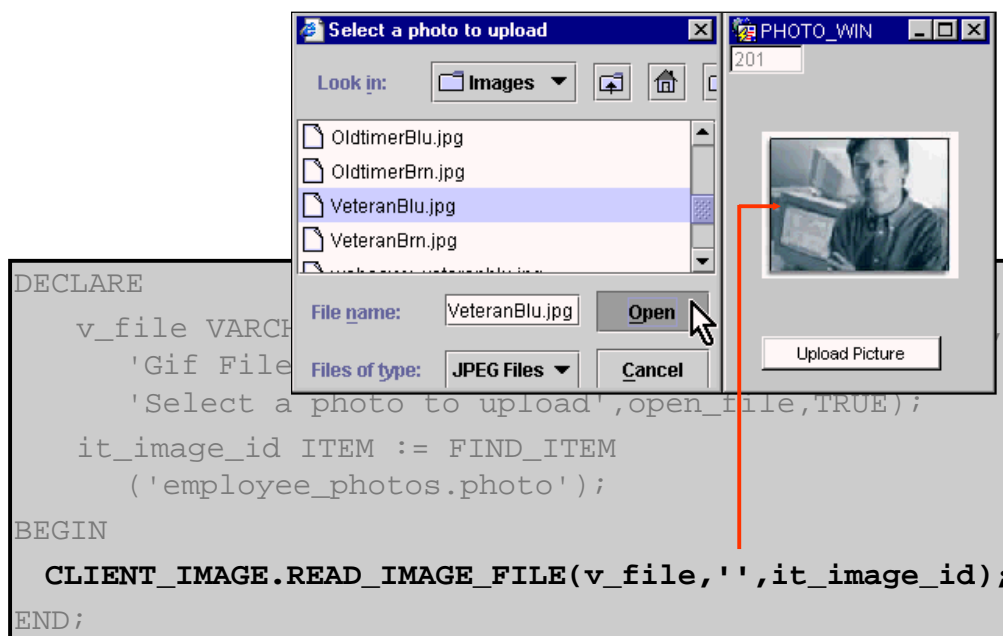 Select a photo to upload
Look in:
Images
OldtimerBlu.jpg
OldtimerBrn.jpg
VeteranBlu.jpg
VeteranBrn.jpg
File name:
VeteranBlu.jpg
Open
Files of type:
JPEG Files
Cancel
PHOTO_WIN
201
Upload Picture
DECLARE
v_file VARCH
'Gif File
'Select a photo to upload',open_file,TRUE);
it_image_id ITEM := FIND_ITEM
('employee_photos.photo');
BEGIN
CLIENT_IMAGE.READ_IMAGE_FILE(v_file,'',it_image_id);
END;